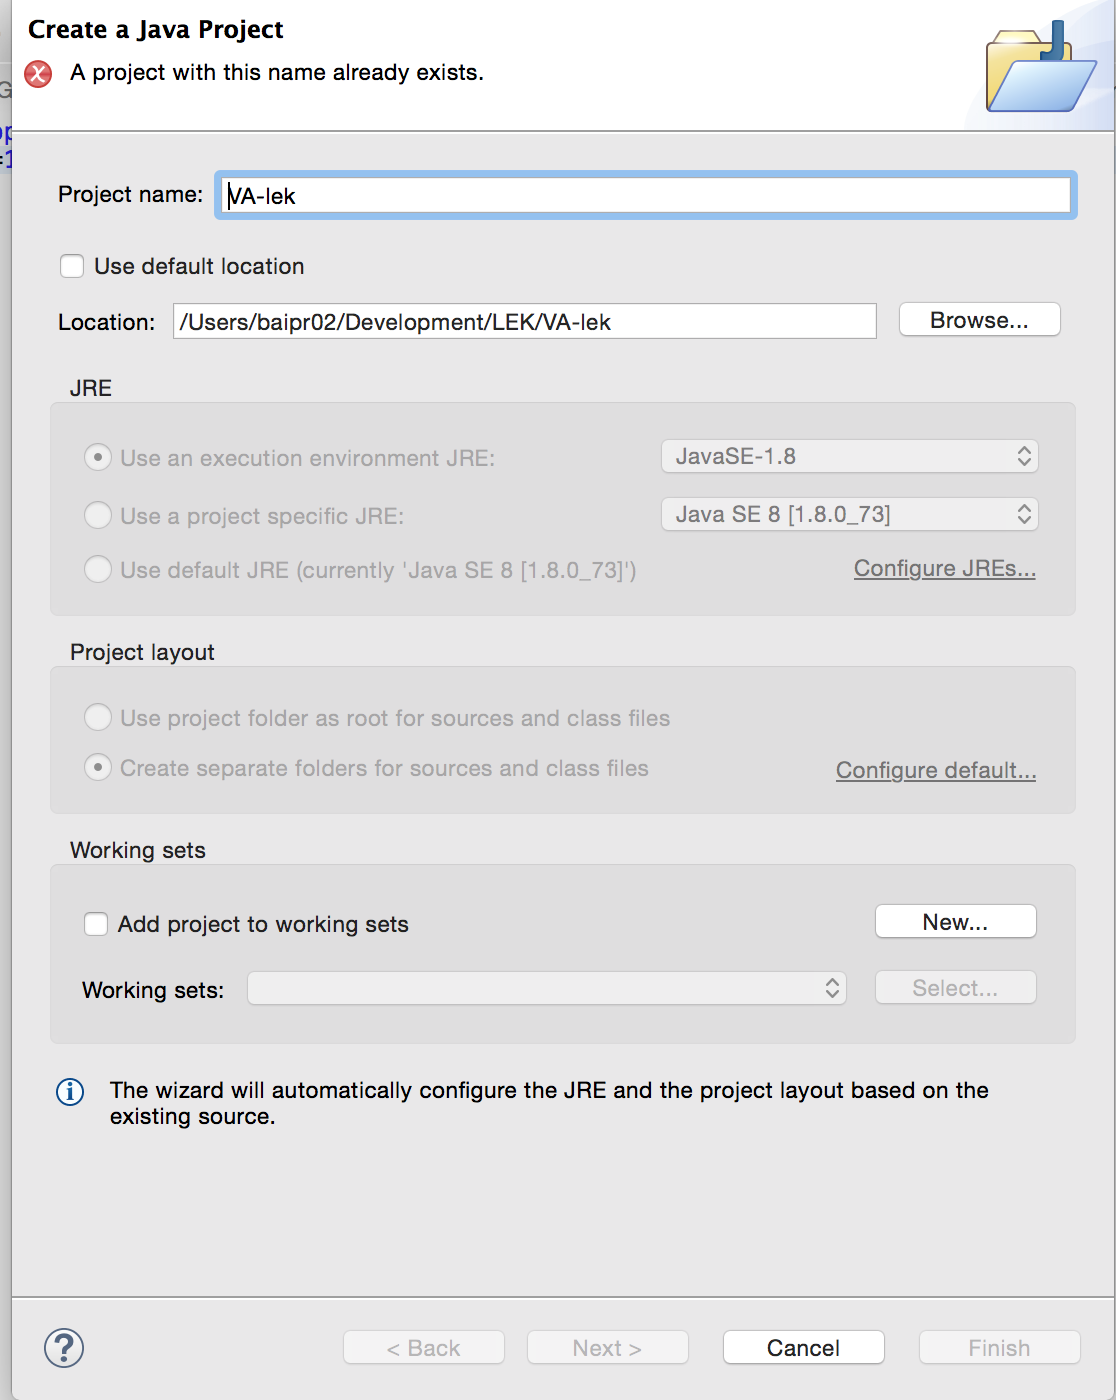 Create a Java Project
A project with this name already exists.
Project name: VA-lek
Use default location
Location: /Users/baipr02/Development/LEK/VA-lek Browse...
JRE
Use an execution environment JRE: JavaSE-1.8
Use a project specific JRE: Java SE 8 [1.8.0_73]
Use default JRE (currently 'Java SE 8 [1.8.0_73]') Configure JREs...
Project layout
Use project folder as root for sources and class files
Create separate folders for sources and class files Configure default...
Working sets
Add project to working sets New...
Working sets: Select...
The wizard will automatically configure the JRE and the project layout based on the
existing source.
? < Back Next > Cancel Finish